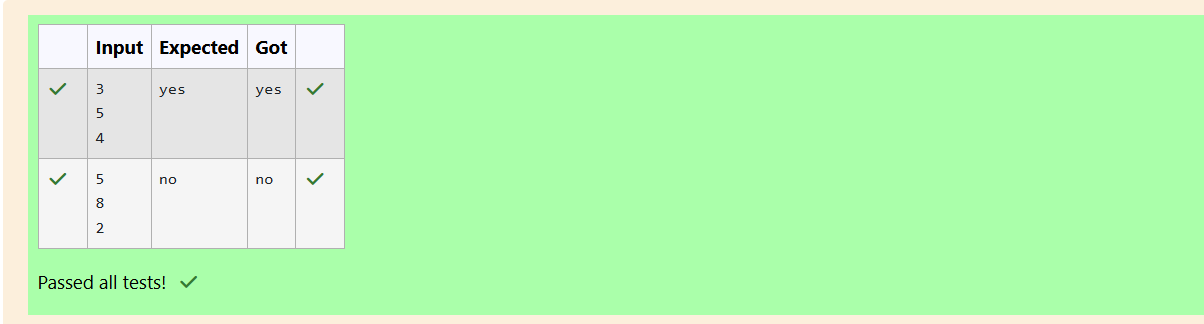 Input Expected Got
3 yes yes
5
4
5 no no
8
2
Passed all tests!